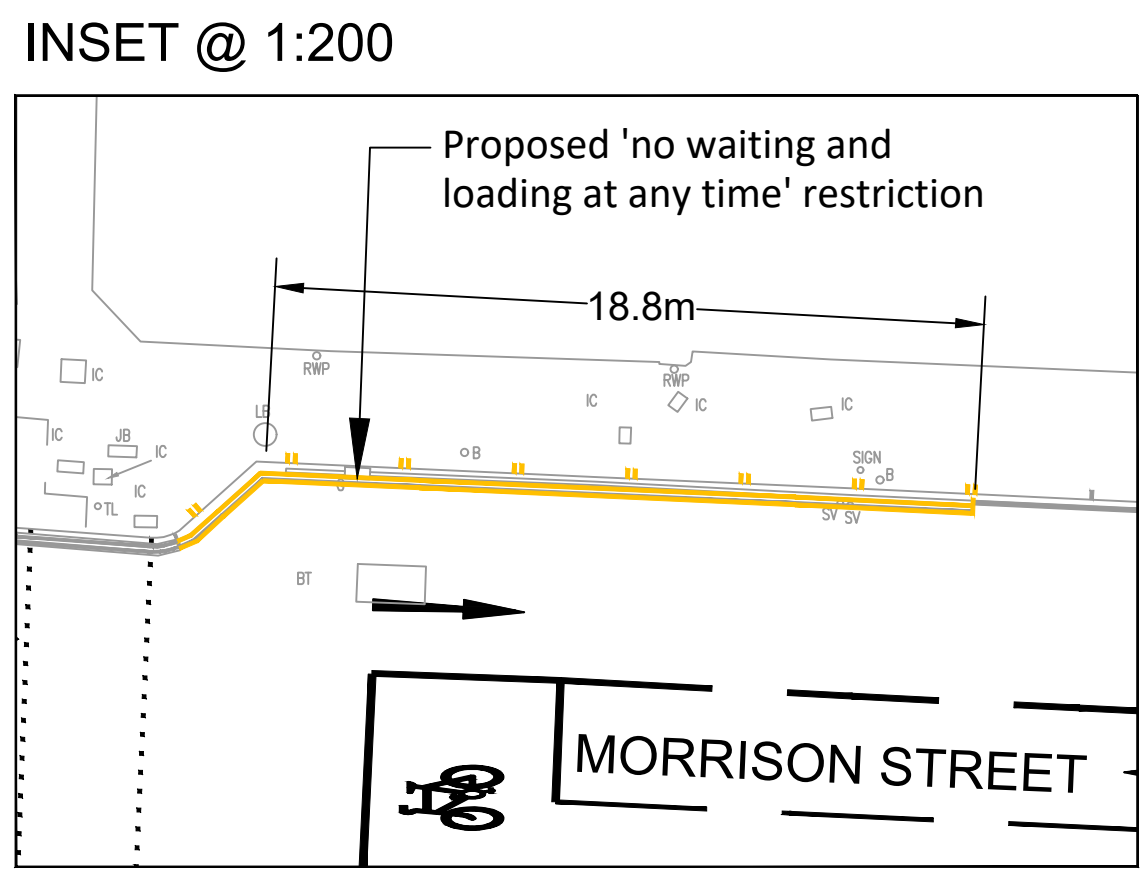 INSET @ 1:200
Proposed 'no waiting and
loading at any time' restriction
18.8m
RWP
RWP
IC
IC
IC
IC
LB
IC
JB
IC
B
SIGN
B
IC
TL
SV
SV
BT
MORRISON STREET